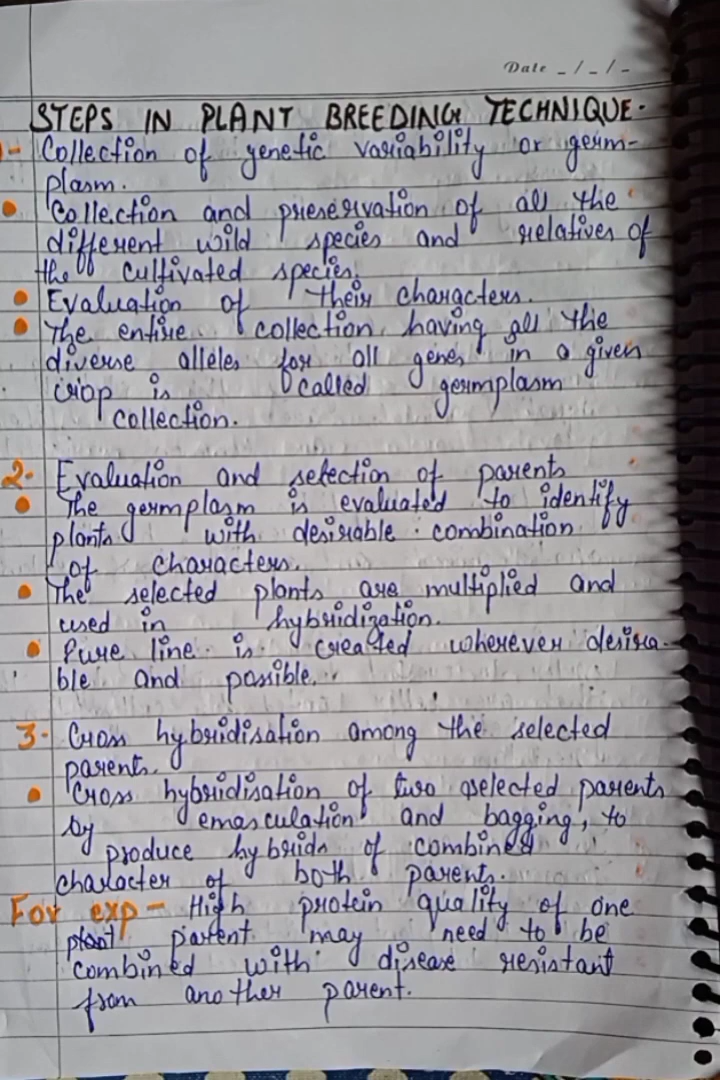 Date _/_/_
STEPS IN PLANT BREEDING TECHNIQUE.
- Collection of genetic variability or germ-
plasm.
• Collection and preservation of all the
different wild species and relatives of
the cultivated species.
• Evaluation of their characters.
• The entire collection having all the
diverse alleles for all genes in a given
crop is called germplasm
collection.
2. Evaluation and selection of parents
• The germplasm is evaluated to identify
plants with desirable combination
of characters.
• The selected plants are multiplied and
used in hybridization.
• Pure line is created wherever desira-
ble and possible.
3. Cross hybridisation among the selected
parents.
• Cross hybridisation of two selected parents
by emasculation and bagging, to
produce hybrids of combined
character of both parents.
For exp - High protein quality of one
plant parent may need to be
combined with disease resistant
from another parent.